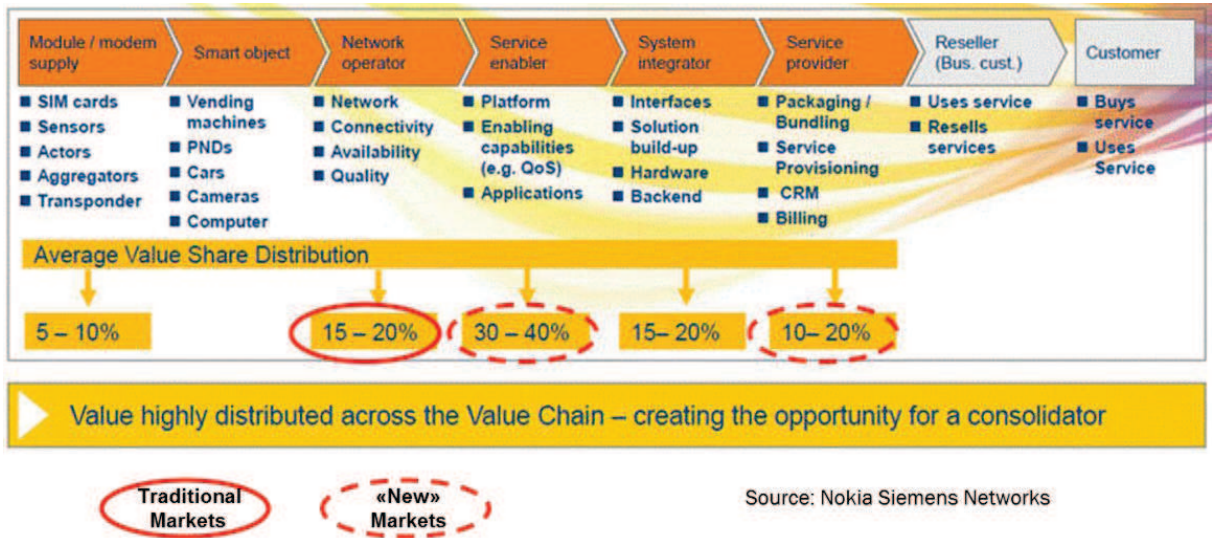 Module / modem
supply
Smart object
Network
operator
Service
enabler
System
integrator
Service
provider
Reseller
(Bus. cust.)
Customer
SIM cards
Sensors
Actors
Aggregators
Transponder
Vending
machines
PNDs
Cars
Cameras
Computer
Network
Connectivity
Availability
Quality
Platform
Enabling
capabilities
(e.g. QoS)
Applications
Interfaces
Solution
build-up
Hardware
Backend
Packaging /
Bundling
Service
Provisioning
CRM
Billing
Uses service
Resells
services
Buys
service
Uses
Service
Average Value Share Distribution
5 – 10%
15 – 20%
30 – 40%
15– 20%
10– 20%
Value highly distributed across the Value Chain – creating the opportunity for a consolidator
Traditional
Markets
«New»
Markets
Source: Nokia Siemens Networks